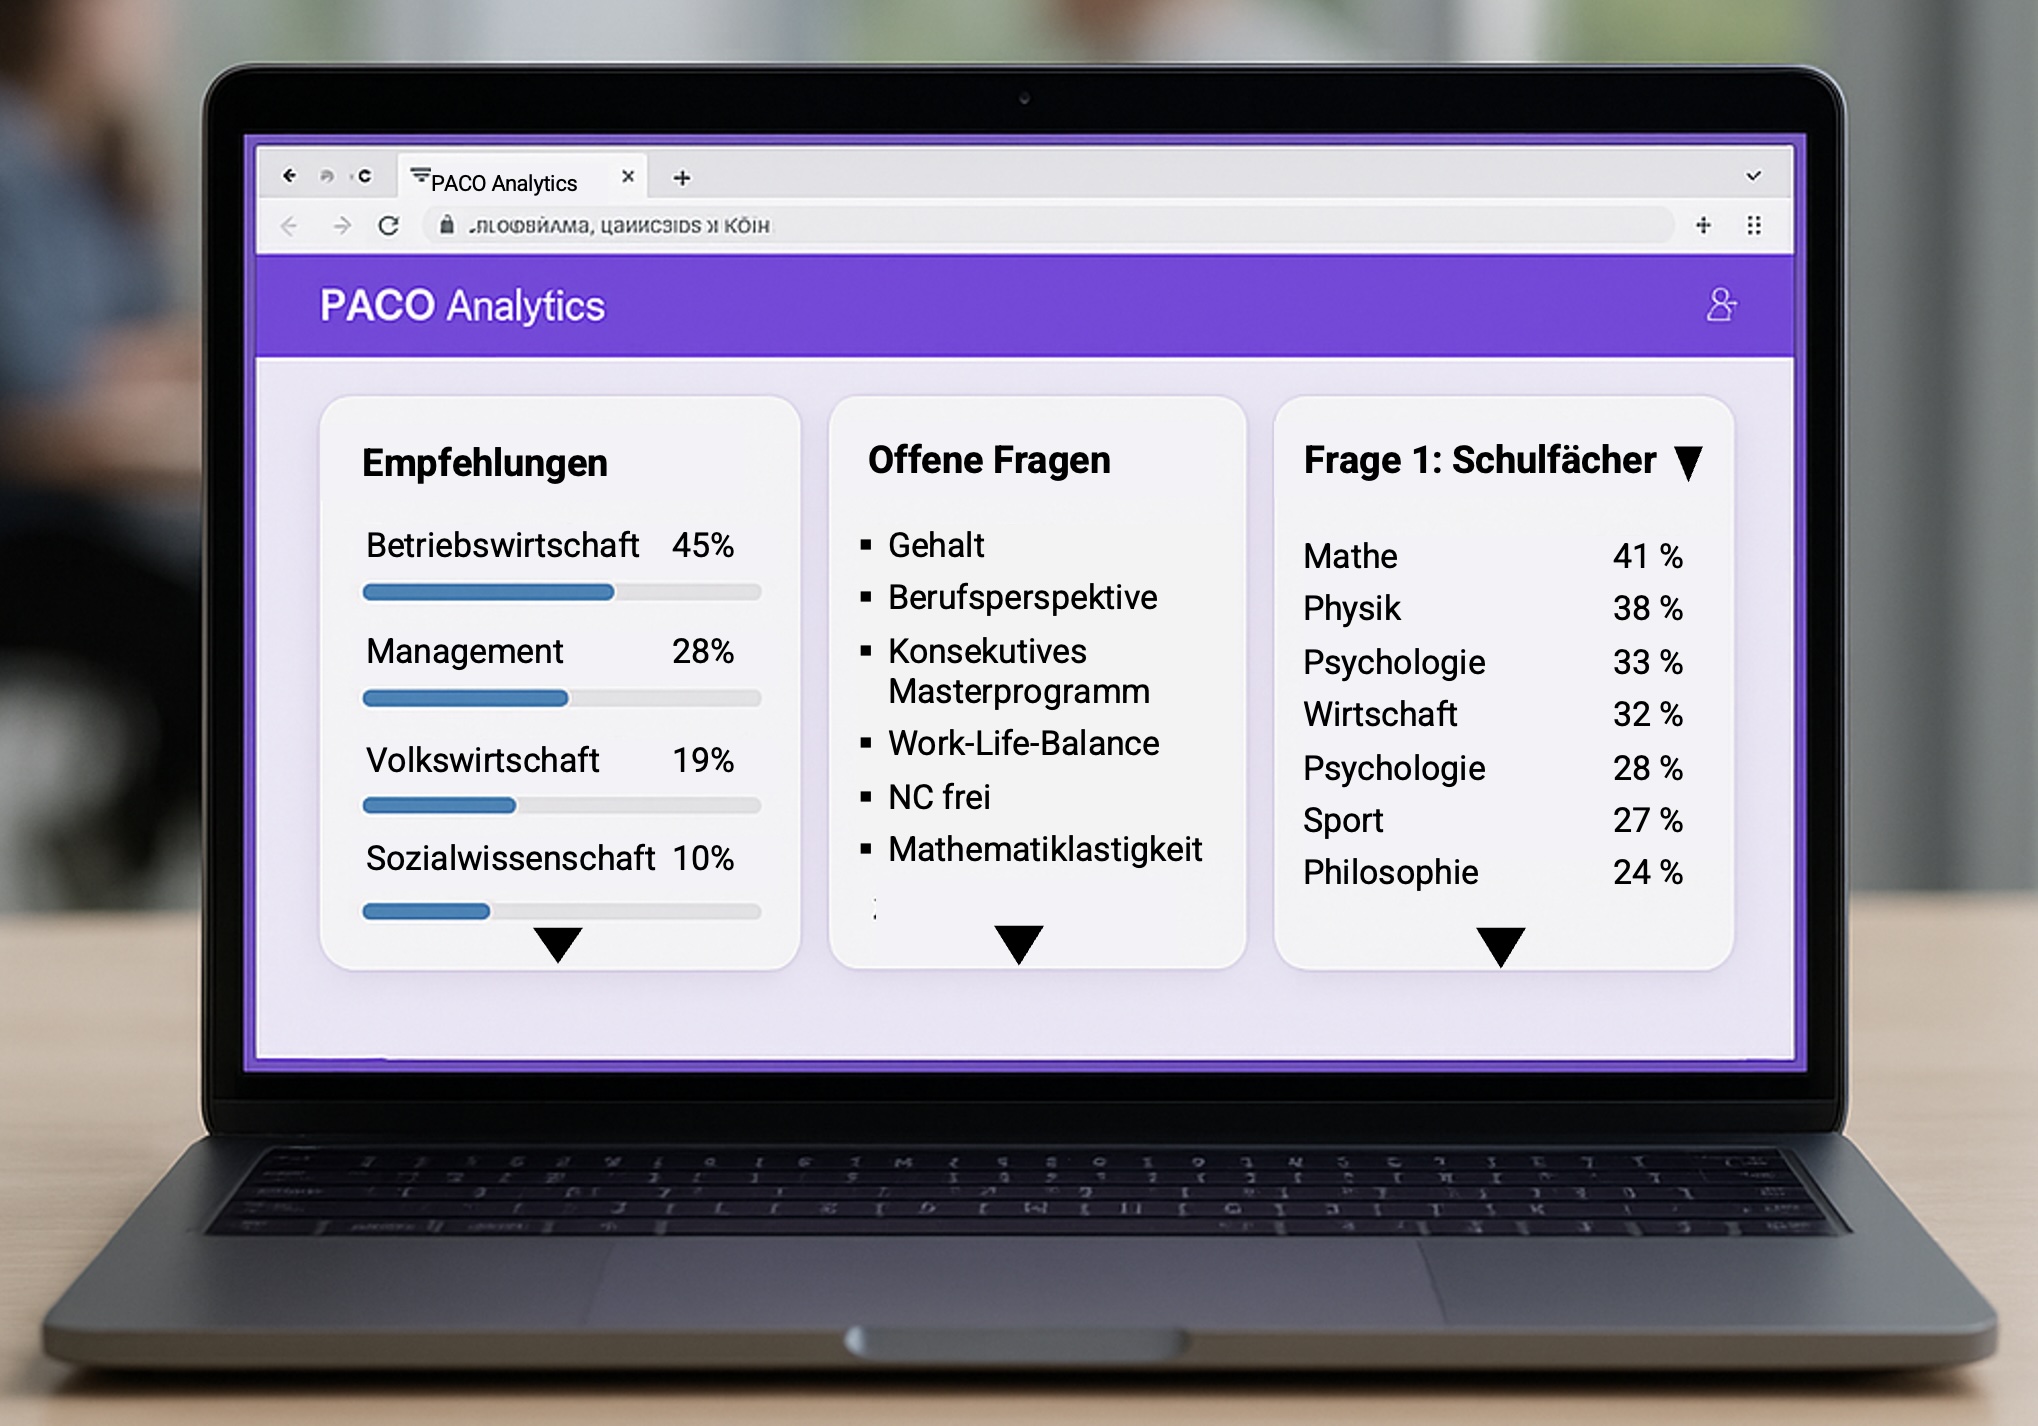 PACO Analytics
PACO Analytics
Empfehlungen
Betriebswirtschaft 45%
Management 28%
Volkswirtschaft 19%
Sozialwissenschaft 10%
Offene Fragen
▪ Gehalt
▪ Berufsperspektive
▪ Konsekutives
Masterprogramm
▪ Work-Life-Balance
▪ NC frei
▪ Mathematiklastigkeit
Frage 1: Schulfächer ▼
Mathe 41 %
Physik 38 %
Psychologie 33 %
Wirtschaft 32 %
Psychologie 28 %
Sport 27 %
Philosophie 24 %